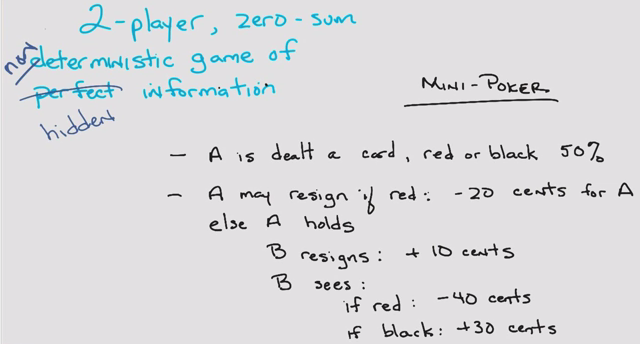 2-player, zero-sum
non deterministic game of
perfect information
hidden
MINI-POKER
- A is dealt a card, red or black 50%
- A may resign if red: -20 cents for A
else A holds
B resigns: +10 cents
B sees:
if red: -40 cents
if black: +30 cents